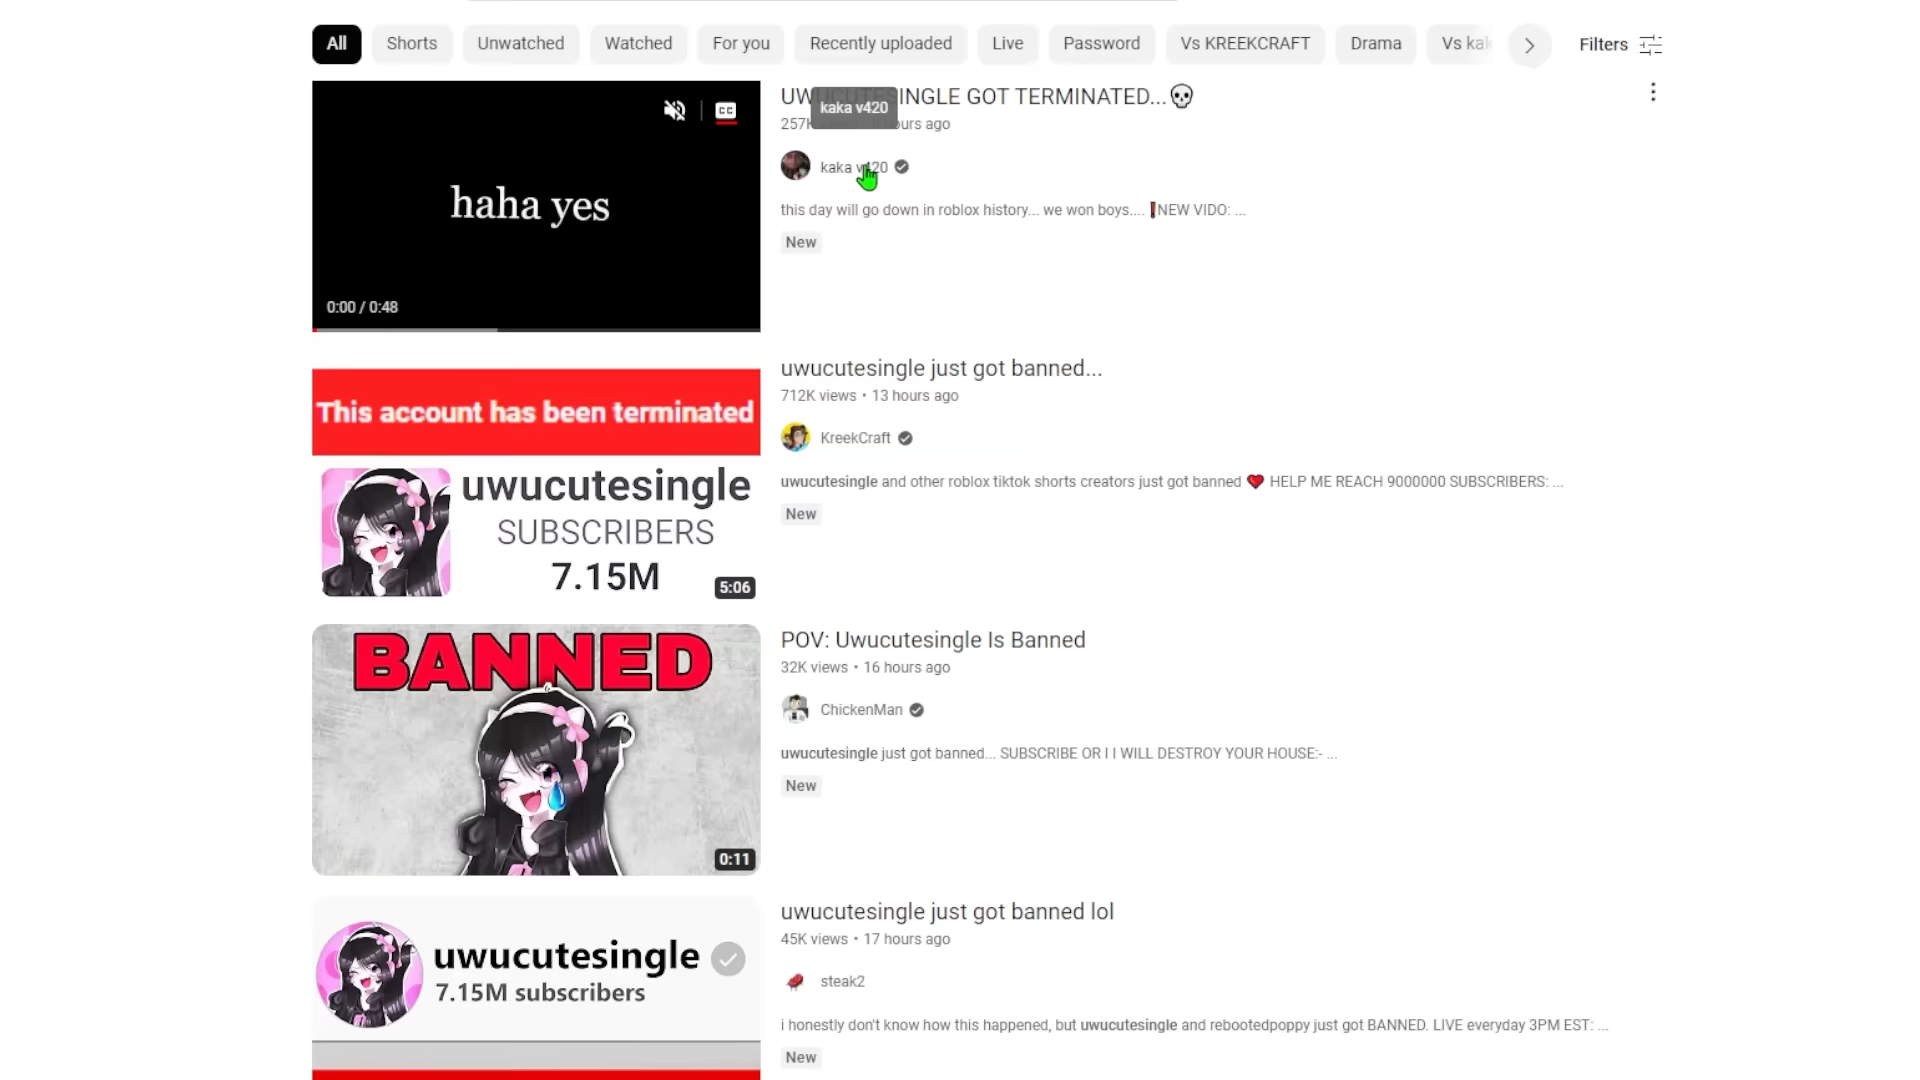 All
Shorts
Unwatched
Watched
For you
Recently uploaded
Live
Password
Vs KREEKCRAFT
Drama
Vs kak
Filters
CC
haha yes
0:00 / 0:48
SINGLE GOT TERMINATED...💀
kaka v420
257K
ours ago
kaka v420
this day will go down in roblox history... we won boys.... ❗NEW VIDO: ...
New
This account has been terminated
uwucutesingle
SUBSCRIBERS
7.15M
5:06
uwucutesingle just got banned...
712K views • 13 hours ago
KreekCraft
uwucutesingle and other roblox tiktok shorts creators just got banned ❤️ HELP ME REACH 9000000 SUBSCRIBERS: ...
New
BANNED
0:11
POV: Uwucutesingle Is Banned
32K views • 16 hours ago
ChickenMan
uwucutesingle just got banned... SUBSCRIBE OR I I WILL DESTROY YOUR HOUSE:- ...
New
uwucutesingle
7.15M subscribers
uwucutesingle just got banned lol
45K views • 17 hours ago
steak2
i honestly don't know how this happened, but uwucutesingle and rebootedpoppy just got BANNED. LIVE everyday 3PM EST: ...
New